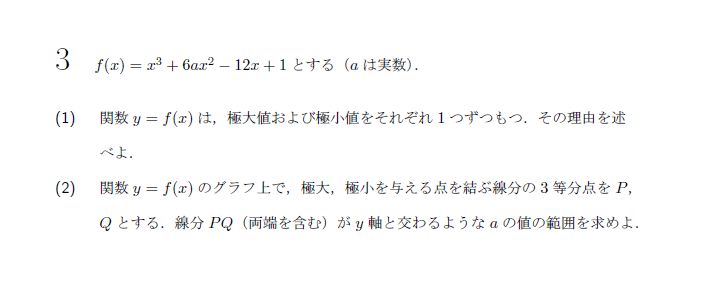 3 f(x) = x³ + 6ax² − 12x + 1 とする（a は実数）．
(1) 関数 y = f(x) は，極大値および極小値をそれぞれ 1 つずつもつ．その理由を述
べよ．
(2) 関数 y = f(x) のグラフ上で，極大，極小を与える点を結ぶ線分の 3 等分点を P，
Q とする．線分 PQ（両端を含む）が y 軸と交わるような a の値の範囲を求めよ．